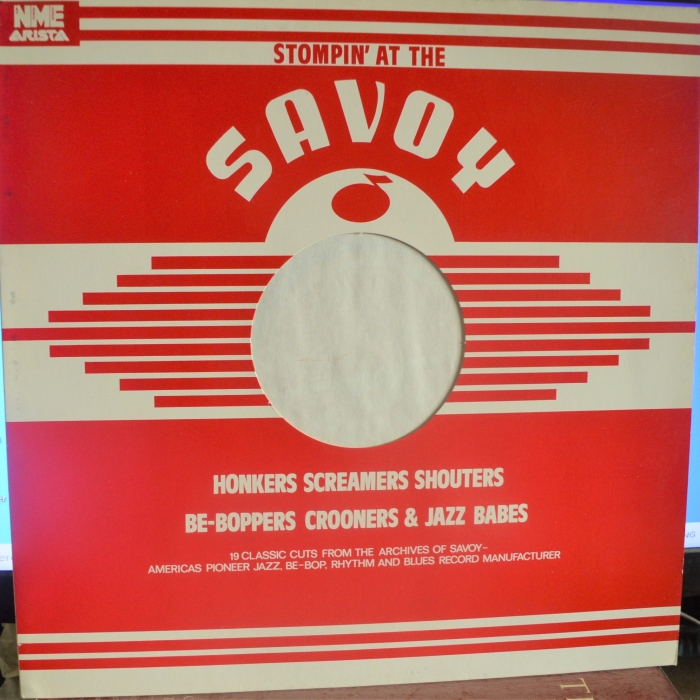 NME
ARISTA
STOMPIN' AT THE
SAVOY
HONKERS SCREAMERS SHOUTERS
BE-BOPPERS CROONERS & JAZZ BABES
19 CLASSIC CUTS FROM THE ARCHIVES OF SAVOY–
AMERICAS PIONEER JAZZ, BE-BOP, RHYTHM AND BLUES RECORD MANUFACTURER